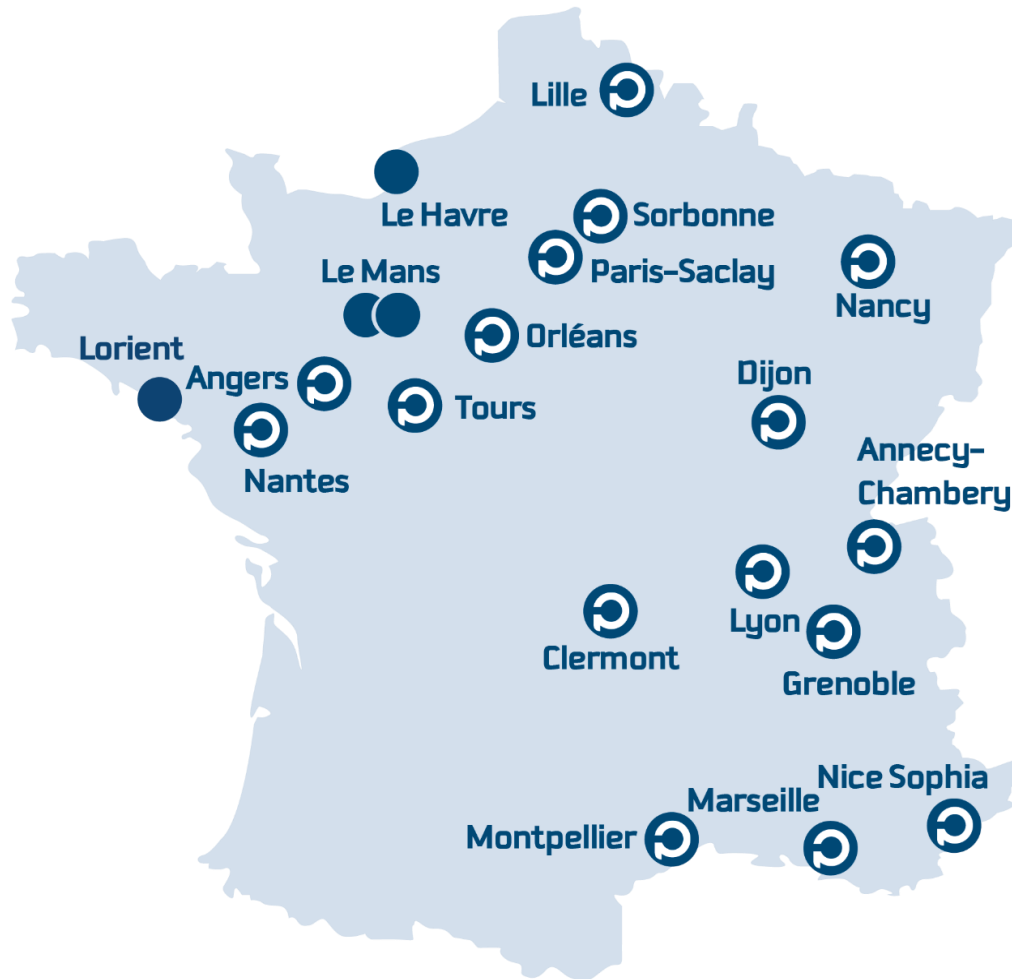 Lille
Le Havre
Sorbonne
Le Mans
Paris-Saclay
Nancy
Orléans
Lorient
Angers
Dijon
Tours
Nantes
Annecy-
Chambery
Lyon
Clermont
Grenoble
Nice Sophia
Marseille
Montpellier